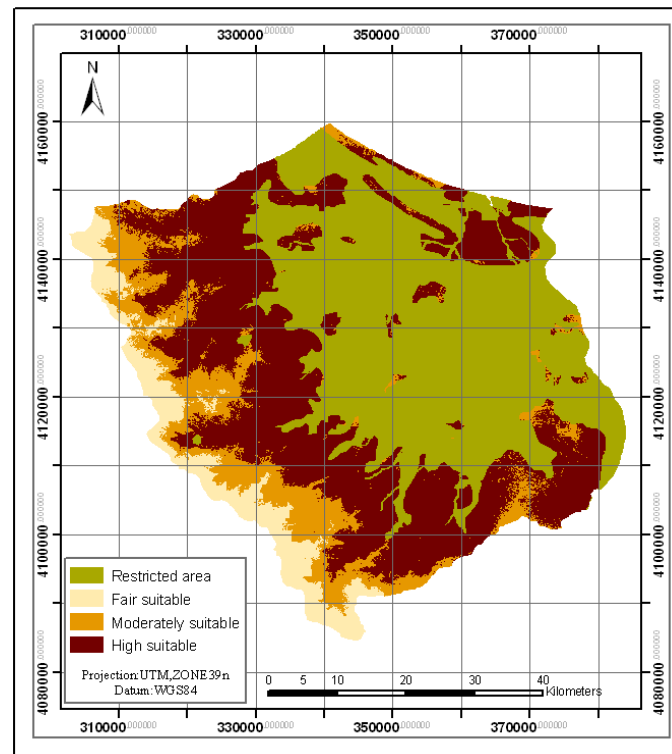 310000.000000 330000.000000 350000.000000 370000.000000
N
4160000.000000 4160000.000000
4140000.000000 4140000.000000
4120000.000000 4120000.000000
4100000.000000 4100000.000000
4080000.000000 4080000.000000
Restricted area
Fair suitable
Moderately suitable
High suitable
Projection:UTM,ZONE 39n
Datum: WGS84
0 5 10 20 30 40
Kilometers
310000.000000 330000.000000 350000.000000 370000.000000